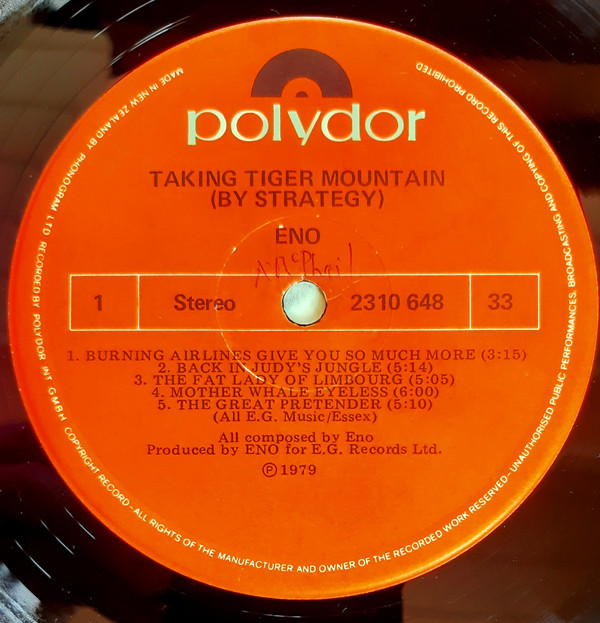 polydor
TAKING TIGER MOUNTAIN
(BY STRATEGY)
ENO
1 Stereo 2310 648 33
1. BURNING AIRLINES GIVE YOU SO MUCH MORE (3:15)
2. BACK IN JUDY'S JUNGLE (5:14)
3. THE FAT LADY OF LIMBOURG (5:05)
4. MOTHER WHALE EYELESS (6:00)
5. THE GREAT PRETENDER (5:10)
(All E.G. Music/Essex)
All composed by Eno
Produced by ENO for E.G. Records Ltd.
Ⓟ1979
MADE IN NEW ZEALAND BY PHONOGRAM LTD RECORDED BY POLYDOR INT GMBH COPYRIGHT RECORD - ALL RIGHTS OF THE MANUFACTURER AND OWNER OF THE RECORDED WORK RESERVED - UNAUTHORISED PUBLIC PERFORMANCES, BROADCASTING AND COPYING OF THIS RECORD PROHIBITED